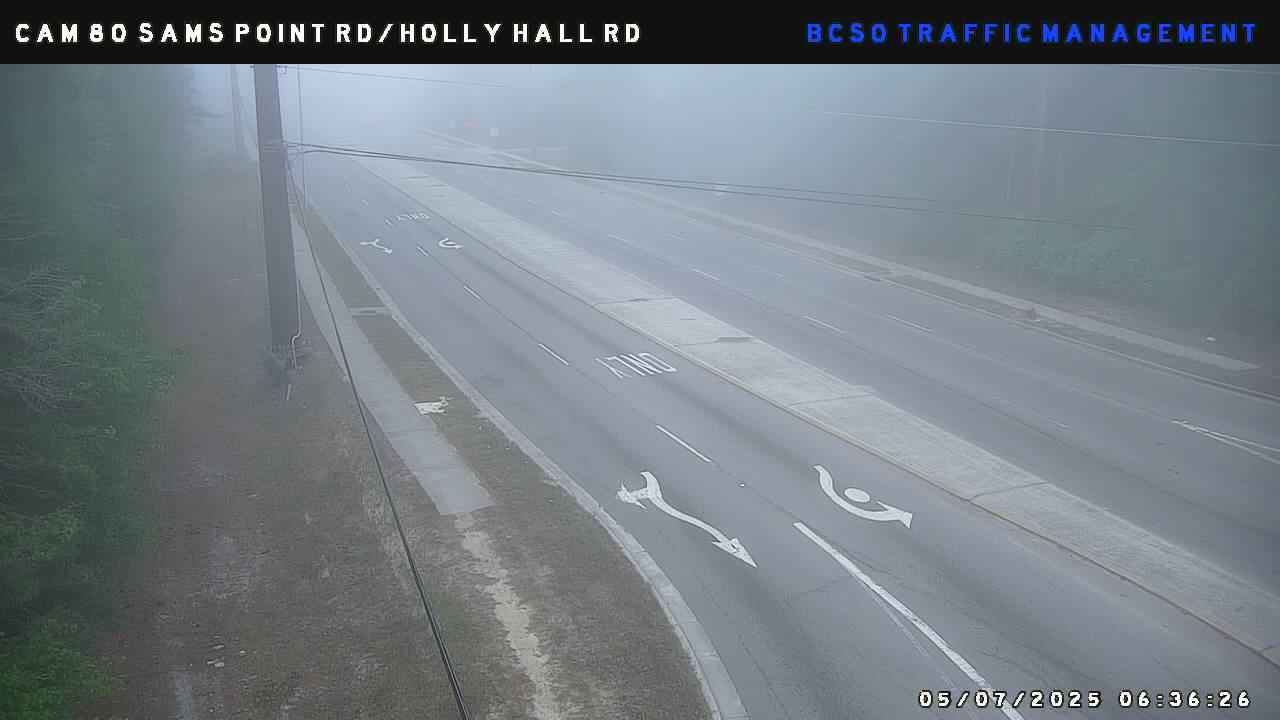 CAM 80 SAMS POINT RD/HOLLY HALL RD
BCSO TRAFFIC MANAGEMENT
ONLY
ONLY
05/07/2025 06:36:26